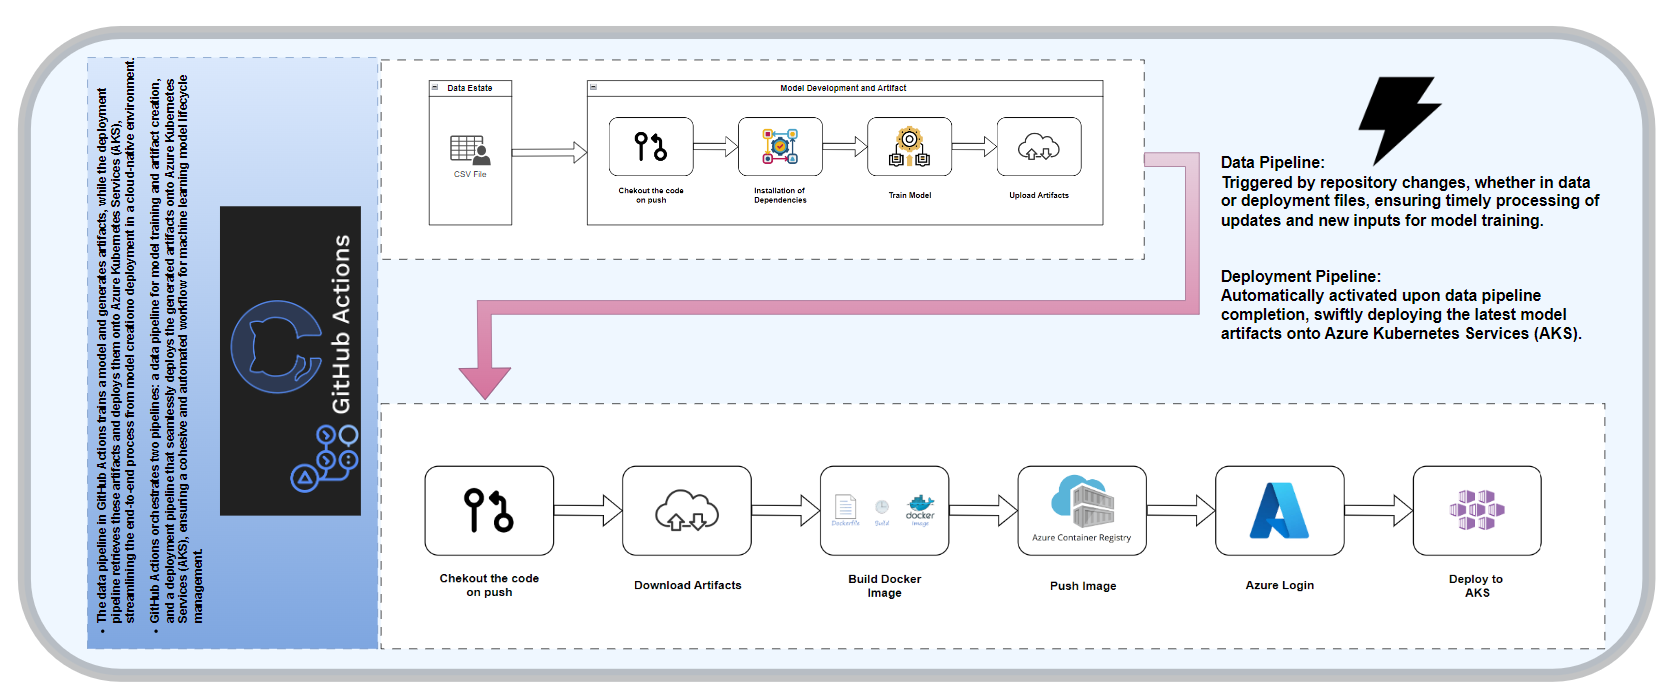 • The data pipeline in GitHub Actions trains a model and generates artifacts, while the deployment
pipeline retrieves these artifacts and deploys them onto Azure Kubernetes Services (AKS),
streamlining the end-to-end process from model creationo deployment in a cloud-native environment.
• GitHub Actions orchestrates two pipelines: a data pipeline for model training and artifact creation,
and a deployment pipeline that seamlessly deploys the generated artifacts onto Azure Kubernetes
Services (AKS), ensuring a cohesive and automated workflow for machine learning model lifecycle
management.
GitHub Actions
Data Estate
CSV File
Model Development and Artifact
Chekout the code
on push
Installation of
Dependencies
Train Model
Upload Artifacts
Data Pipeline:
Triggered by repository changes, whether in data
or deployment files, ensuring timely processing of
updates and new inputs for model training.
Deployment Pipeline:
Automatically activated upon data pipeline
completion, swiftly deploying the latest model
artifacts onto Azure Kubernetes Services (AKS).
Dockerfile
Build
docker
Image
Azure Container Registry
Chekout the code
on push
Download Artifacts
Build Docker
Image
Push Image
Azure Login
Deploy to
AKS